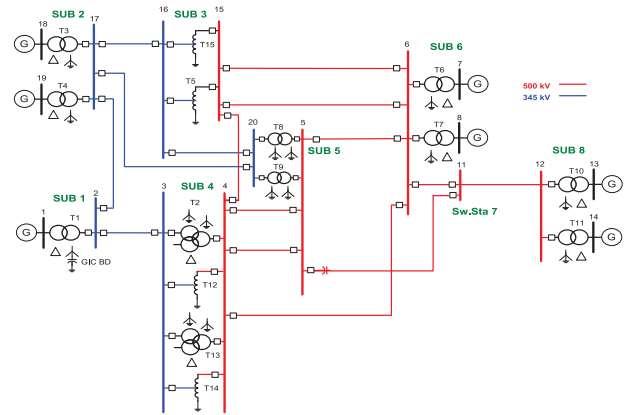 SUB 2
17
16
SUB 3
15
18
T3
G
T15
6
SUB 6
19
T4
G
T5
T6
7
G
500 kV
345 kV
20
T8
5
T7
8
G
T9
SUB 5
11
12
SUB 8
13
T10
G
SUB 1
2
3
SUB 4
4
Sw.Sta 7
T2
1
T1
G
T11
14
G
GIC BD
T12
T13
T14